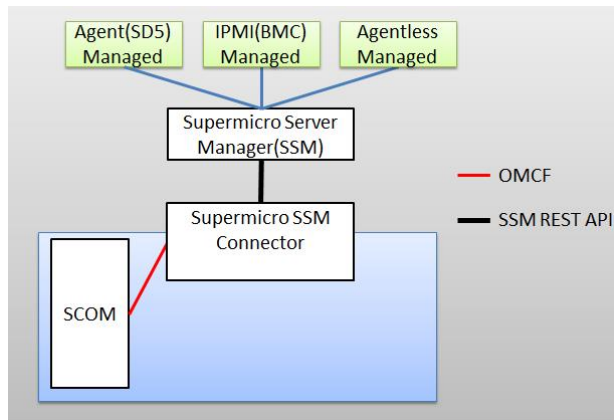 Agent(SD5)
Managed
IPMI(BMC)
Managed
Agentless
Managed
Supermicro Server
Manager(SSM)
OMCF
SSM REST API
Supermicro SSM
Connector
SCOM